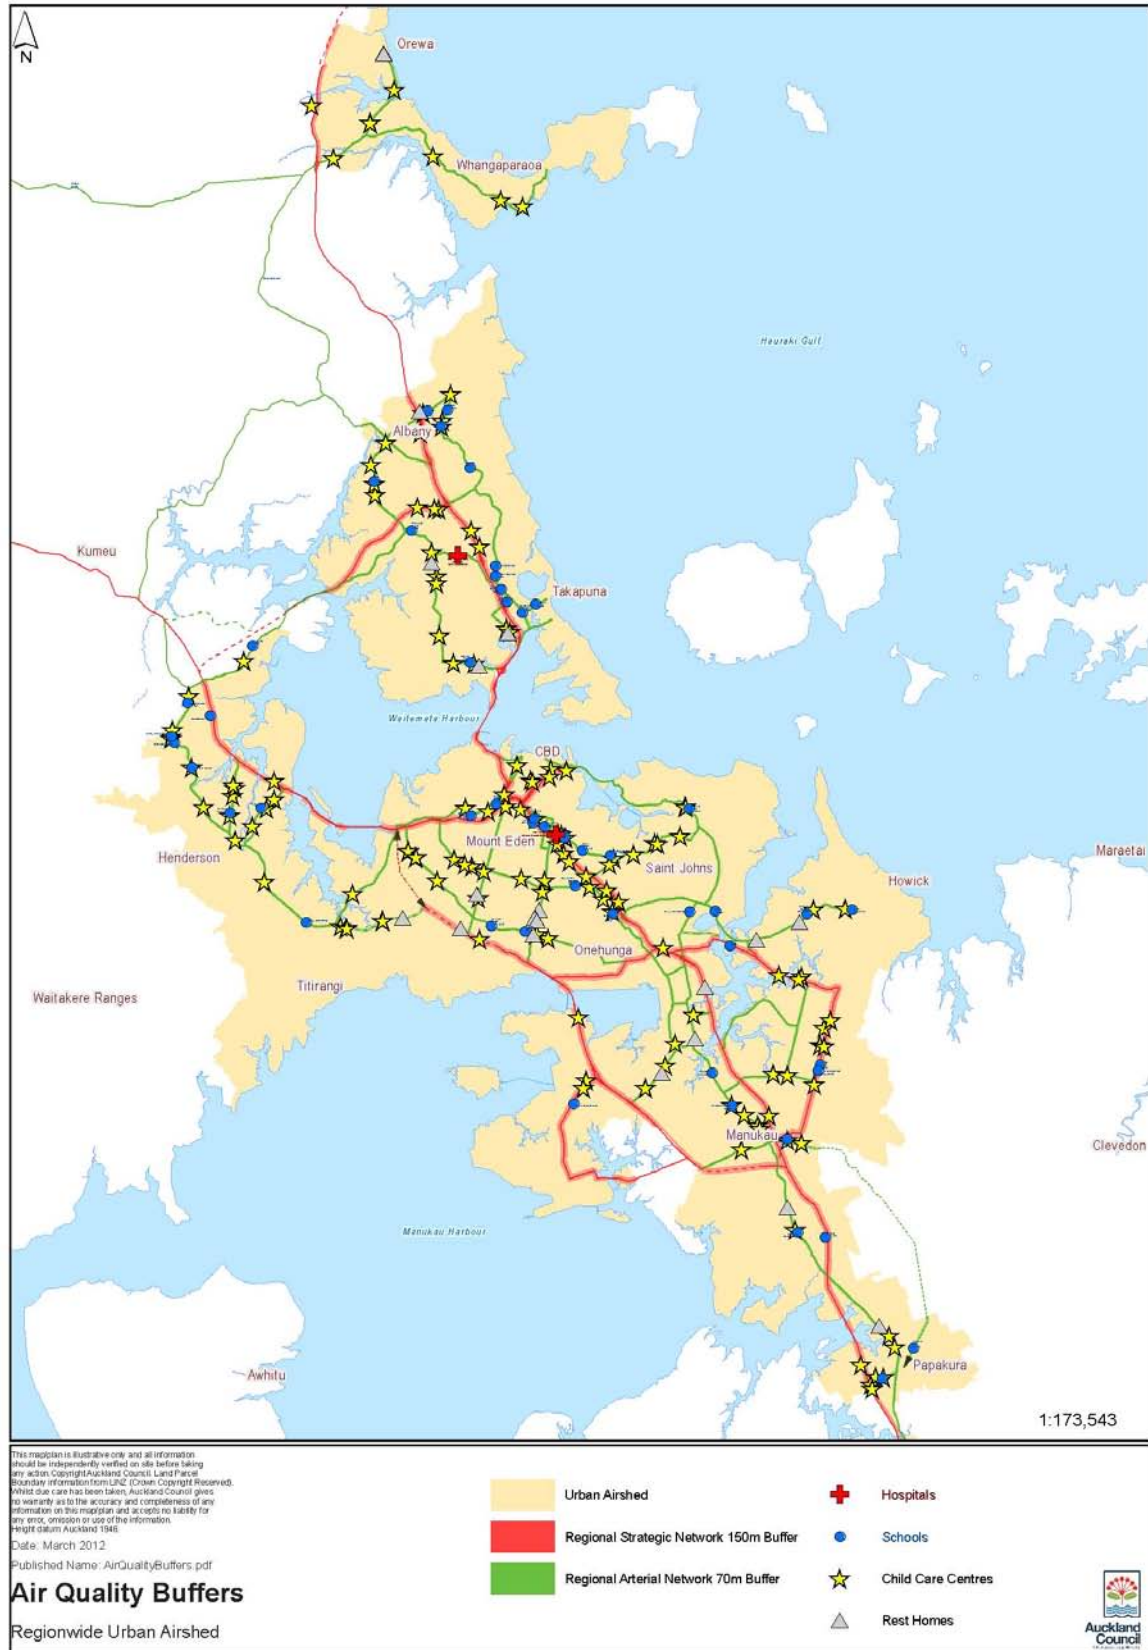 N
Orewa
Whangaparaoa
Hauraki Gulf
Albany
Kumeu
Takapuna
Waitemata Harbour
CBD
Mount Eden
Henderson
Saint Johns
Maraetai
Howick
Onehunga
Titirangi
Waitakere Ranges
Manukau
Clevedon
Manukau Harbour
Papakura
Awhitu
1:173,543
This map/plan is illustrative only and all information
should be independently verified on site before taking
any action. Copyright Auckland Council. Land Parcel
Boundary information from LINZ (Crown Copyright Reserved).
Whilst due care has been taken, Auckland Council gives
no warranty as to the accuracy and completeness of any
information on this map/plan and accepts no liability for
any error, omission or use of the information.
Height datum: Auckland 1946.
Date: March 2012
Published Name: AirQualityBuffers.pdf
Air Quality Buffers
Regionwide Urban Airshed
Urban Airshed
Regional Strategic Network 150m Buffer
Regional Arterial Network 70m Buffer
Hospitals
Schools
Child Care Centres
Rest Homes
Auckland
Council